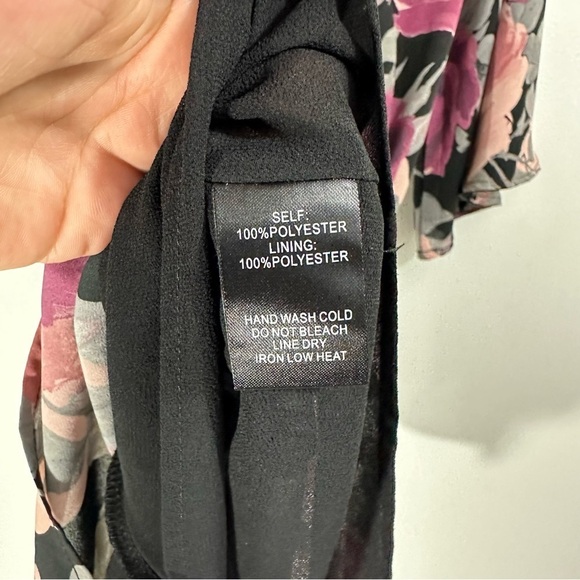 SELF:
100%POLYESTER
LINING:
100%POLYESTER
HAND WASH COLD
DO NOT BLEACH
LINE DRY
IRON LOW HEAT